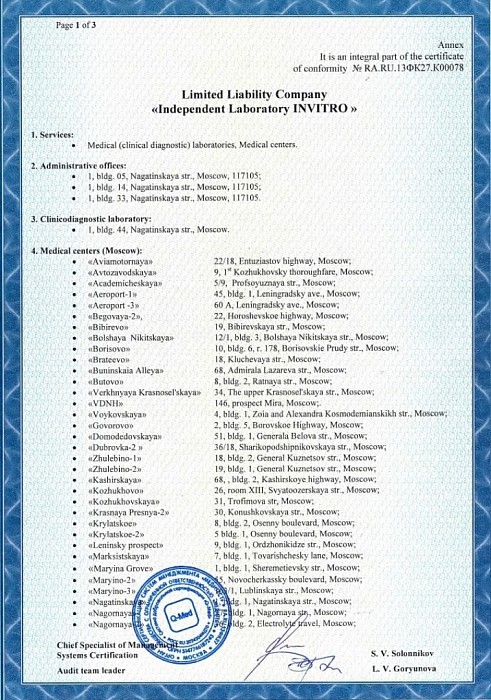 Page 1 of 3
Annex
It is an integral part of the certificate
of conformity № RA.RU.13ФК27.К00078
Limited Liability Company
«Independent Laboratory INVITRO »
1. Services:
• Medical (clinical diagnostic) laboratories, Medical centers.
2. Administrative offices:
• 1, bldg. 05, Nagatinskaya str., Moscow, 117105;
• 1, bldg. 14, Nagatinskaya str., Moscow, 117105;
• 1, bldg. 33, Nagatinskaya str., Moscow, 117105.
3. Clinicodiagnostic laboratory:
• 1, bldg. 44, Nagatinskaya str., Moscow.
4. Medical centers (Moscow):
• «Aviamotornaya» 22/18, Entuziastov highway, Moscow;
• «Avtozavodskaya» 9, 1st Kozhukhovsky thoroughfare, Moscow;
• «Academicheskaya» 5/9, Profsoyuznaya str., Moscow;
• «Aeroport-1» 45, bldg. 1, Leningradsky ave., Moscow;
• «Aeroport -3» 60 A, Leningradsky ave., Moscow;
• «Begovaya-2», 22, Horoshevskoe highway, Moscow;
• «Bibirevo» 19, Bibirevskaya str., Moscow;
• «Bolshaya Nikitskaya» 12/1, bldg. 3, Bolshaya Nikitskaya str., Moscow;
• «Borisovo» 10, bldg. 6, r. 178, Borisovskie Prudy str., Moscow;
• «Brateevo» 18, Kluchevaya str., Moscow;
• «Buninskaia Alleya» 68, Admirala Lazareva str., Moscow;
• «Butovo» 8, bldg. 2, Ratnaya str., Moscow;
• «Verkhnyaya Krasnosel'skaya» 34, The upper Krasnosel'skaya str., Moscow;
• «VDNH» 146, prospect Mira, Moscow;.
• «Voykovskaya» 4, bldg. 1, Zoia and Alexandra Kosmodemianskikh str., Moscow;
• «Govorovo» 2, bldg. 5, Borovskoe Highway, Moscow;
• «Domodedovskaya» 51, bldg. 1, Generala Belova str., Moscow;
• «Dubrovka-2 » 36/18, Sharikopodshipnikovskaya str., Moscow;
• «Zhulebino-1» 18, bldg. 2, General Kuznetsov str., Moscow;
• «Zhulebino-2» 19, bldg. 1, General Kuznetsov str., Moscow;
• «Kashirskaya» 68, , bldg. 2, Kashirskoye highway, Moscow;
• «Kozhukhovo» 26, room XIII, Svyatoozerskaya str., Moscow;
• «Kozhukhovskaya» 31, Trofimova str, Moscow;
• «Krasnaya Presnya-2» 30, Konushkovskaya str., Moscow;
• «Krylatskoe» 8, bldg. 2, Osenny boulevard, Moscow;
• «Krylatskoe-2» 5 bldg. 1, Osenny boulevard, Moscow;
• «Leninsky prospect» 9, bldg. 1, Ordzhonikidze str., Moscow;
• «Marksistskaya» 7, bldg. 1, Tovarishchesky lane, Moscow;
• «Maryina Grove» 1, bldg. 1, Sheremetievsky str., Moscow;
• «Maryino-2» Novocherkassky boulevard, Moscow;
• «Maryino-3» Lublinskaya str., Moscow;
• «Nagatinskaya» bldg. 1, Nagatinskaya str., Moscow;
• «Nagornaya» bldg. 1, Nagornaya str., Moscow;
• «Nagornaya bldg. 2, Electrolyte travel, Moscow;
Q-Med
МОСКВА
Chief Specialist of Management
Systems Certification
S. V. Solonnikov
Audit team leader
L. V. Goryunova